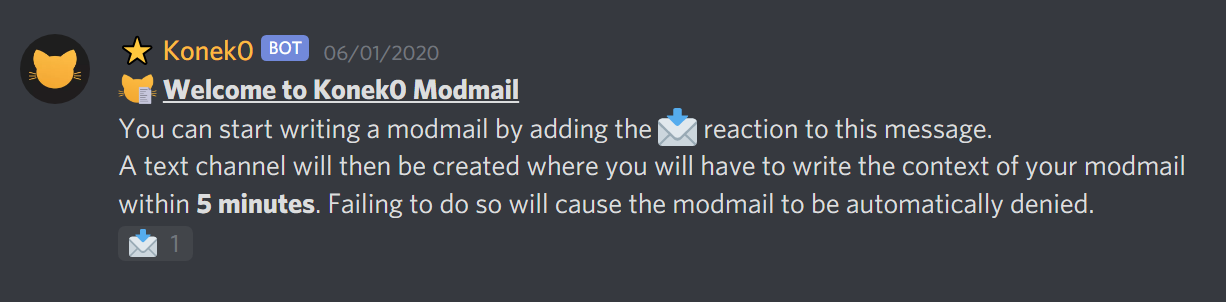 Konek0 BOT 06/01/2020
Welcome to Konek0 Modmail
You can start writing a modmail by adding the 📩 reaction to this message.
A text channel will then be created where you will have to write the context of your modmail
within 5 minutes. Failing to do so will cause the modmail to be automatically denied.
1